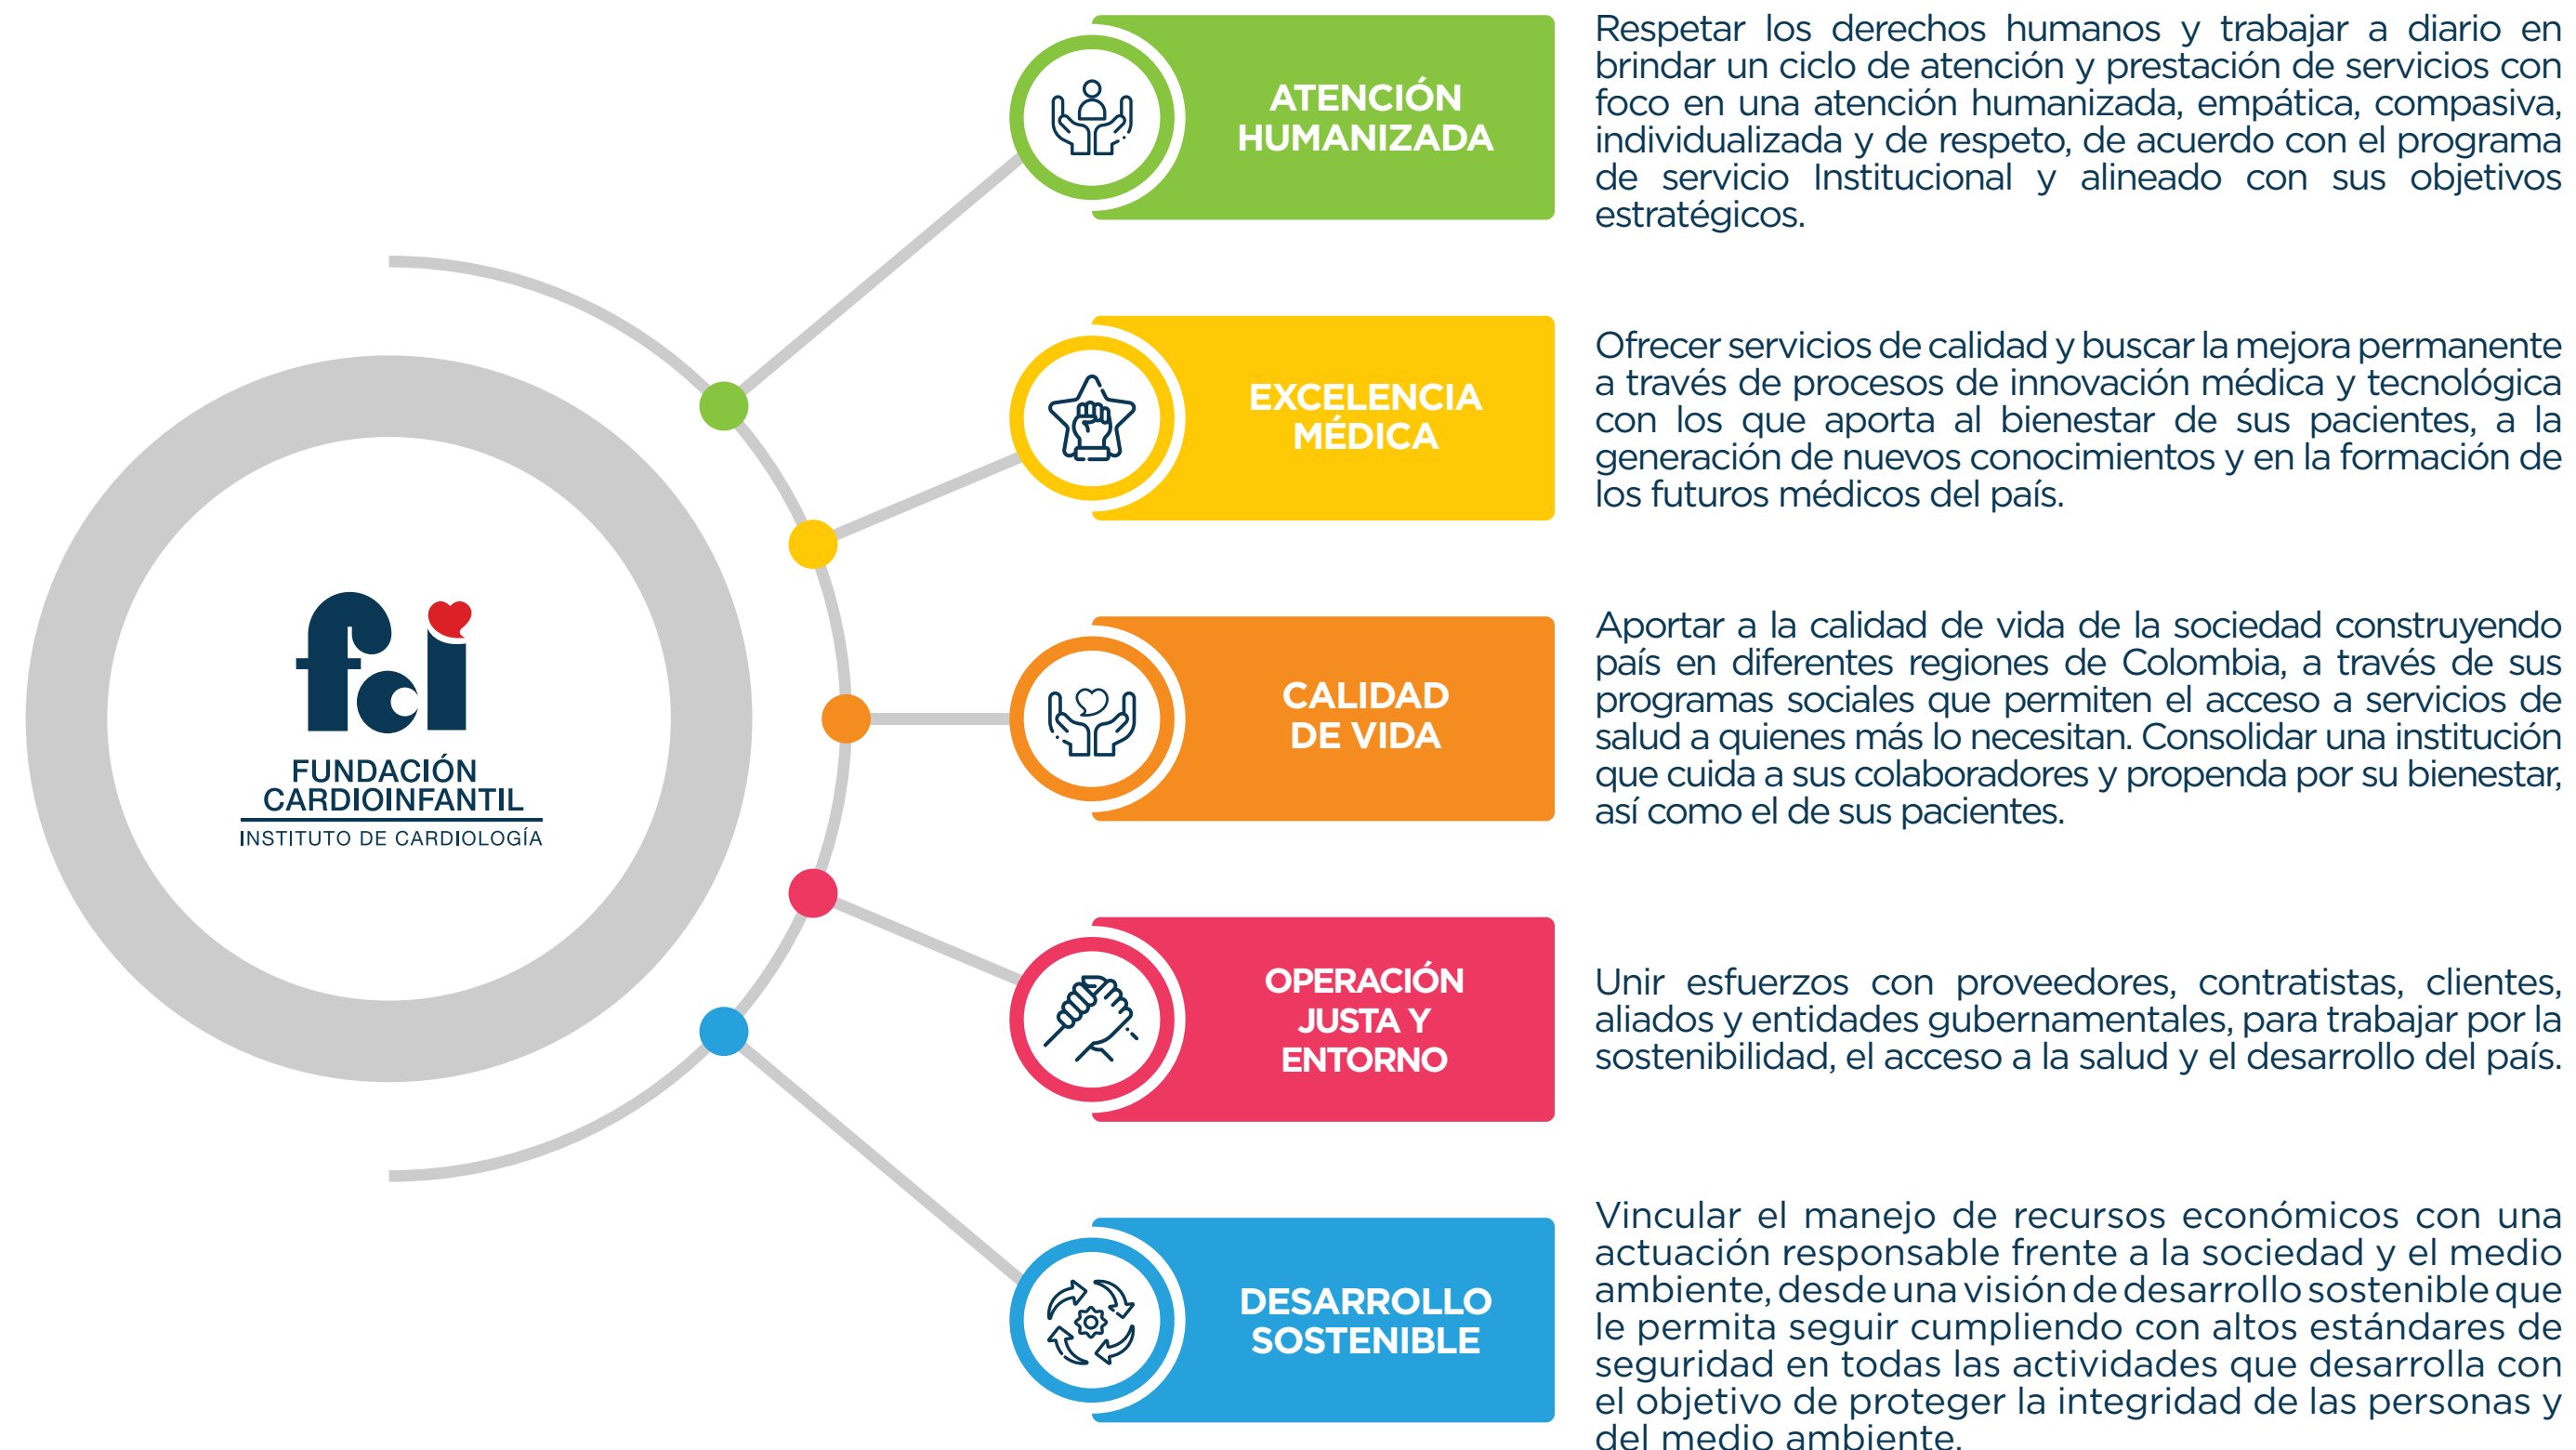 fci
FUNDACIÓN
CARDIOINFANTIL
INSTITUTO DE CARDIOLOGÍA
ATENCIÓN
HUMANIZADA
Respetar los derechos humanos y trabajar a diario en
brindar un ciclo de atención y prestación de servicios con
foco en una atención humanizada, empática, compasiva,
individualizada y de respeto, de acuerdo con el programa
de servicio Institucional y alineado con sus objetivos
estratégicos.
EXCELENCIA
MÉDICA
Ofrecer servicios de calidad y buscar la mejora permanente
a través de procesos de innovación médica y tecnológica
con los que aporta al bienestar de sus pacientes, a la
generación de nuevos conocimientos y en la formación de
los futuros médicos del país.
CALIDAD
DE VIDA
Aportar a la calidad de vida de la sociedad construyendo
país en diferentes regiones de Colombia, a través de sus
programas sociales que permiten el acceso a servicios de
salud a quienes más lo necesitan. Consolidar una institución
que cuida a sus colaboradores y propenda por su bienestar,
así como el de sus pacientes.
OPERACIÓN
JUSTA Y
ENTORNO
Unir esfuerzos con proveedores, contratistas, clientes,
aliados y entidades gubernamentales, para trabajar por la
sostenibilidad, el acceso a la salud y el desarrollo del país.
DESARROLLO
SOSTENIBLE
Vincular el manejo de recursos económicos con una
actuación responsable frente a la sociedad y el medio
ambiente, desde una visión de desarrollo sostenible que
le permita seguir cumpliendo con altos estándares de
seguridad en todas las actividades que desarrolla con
el objetivo de proteger la integridad de las personas y
del medio ambiente.